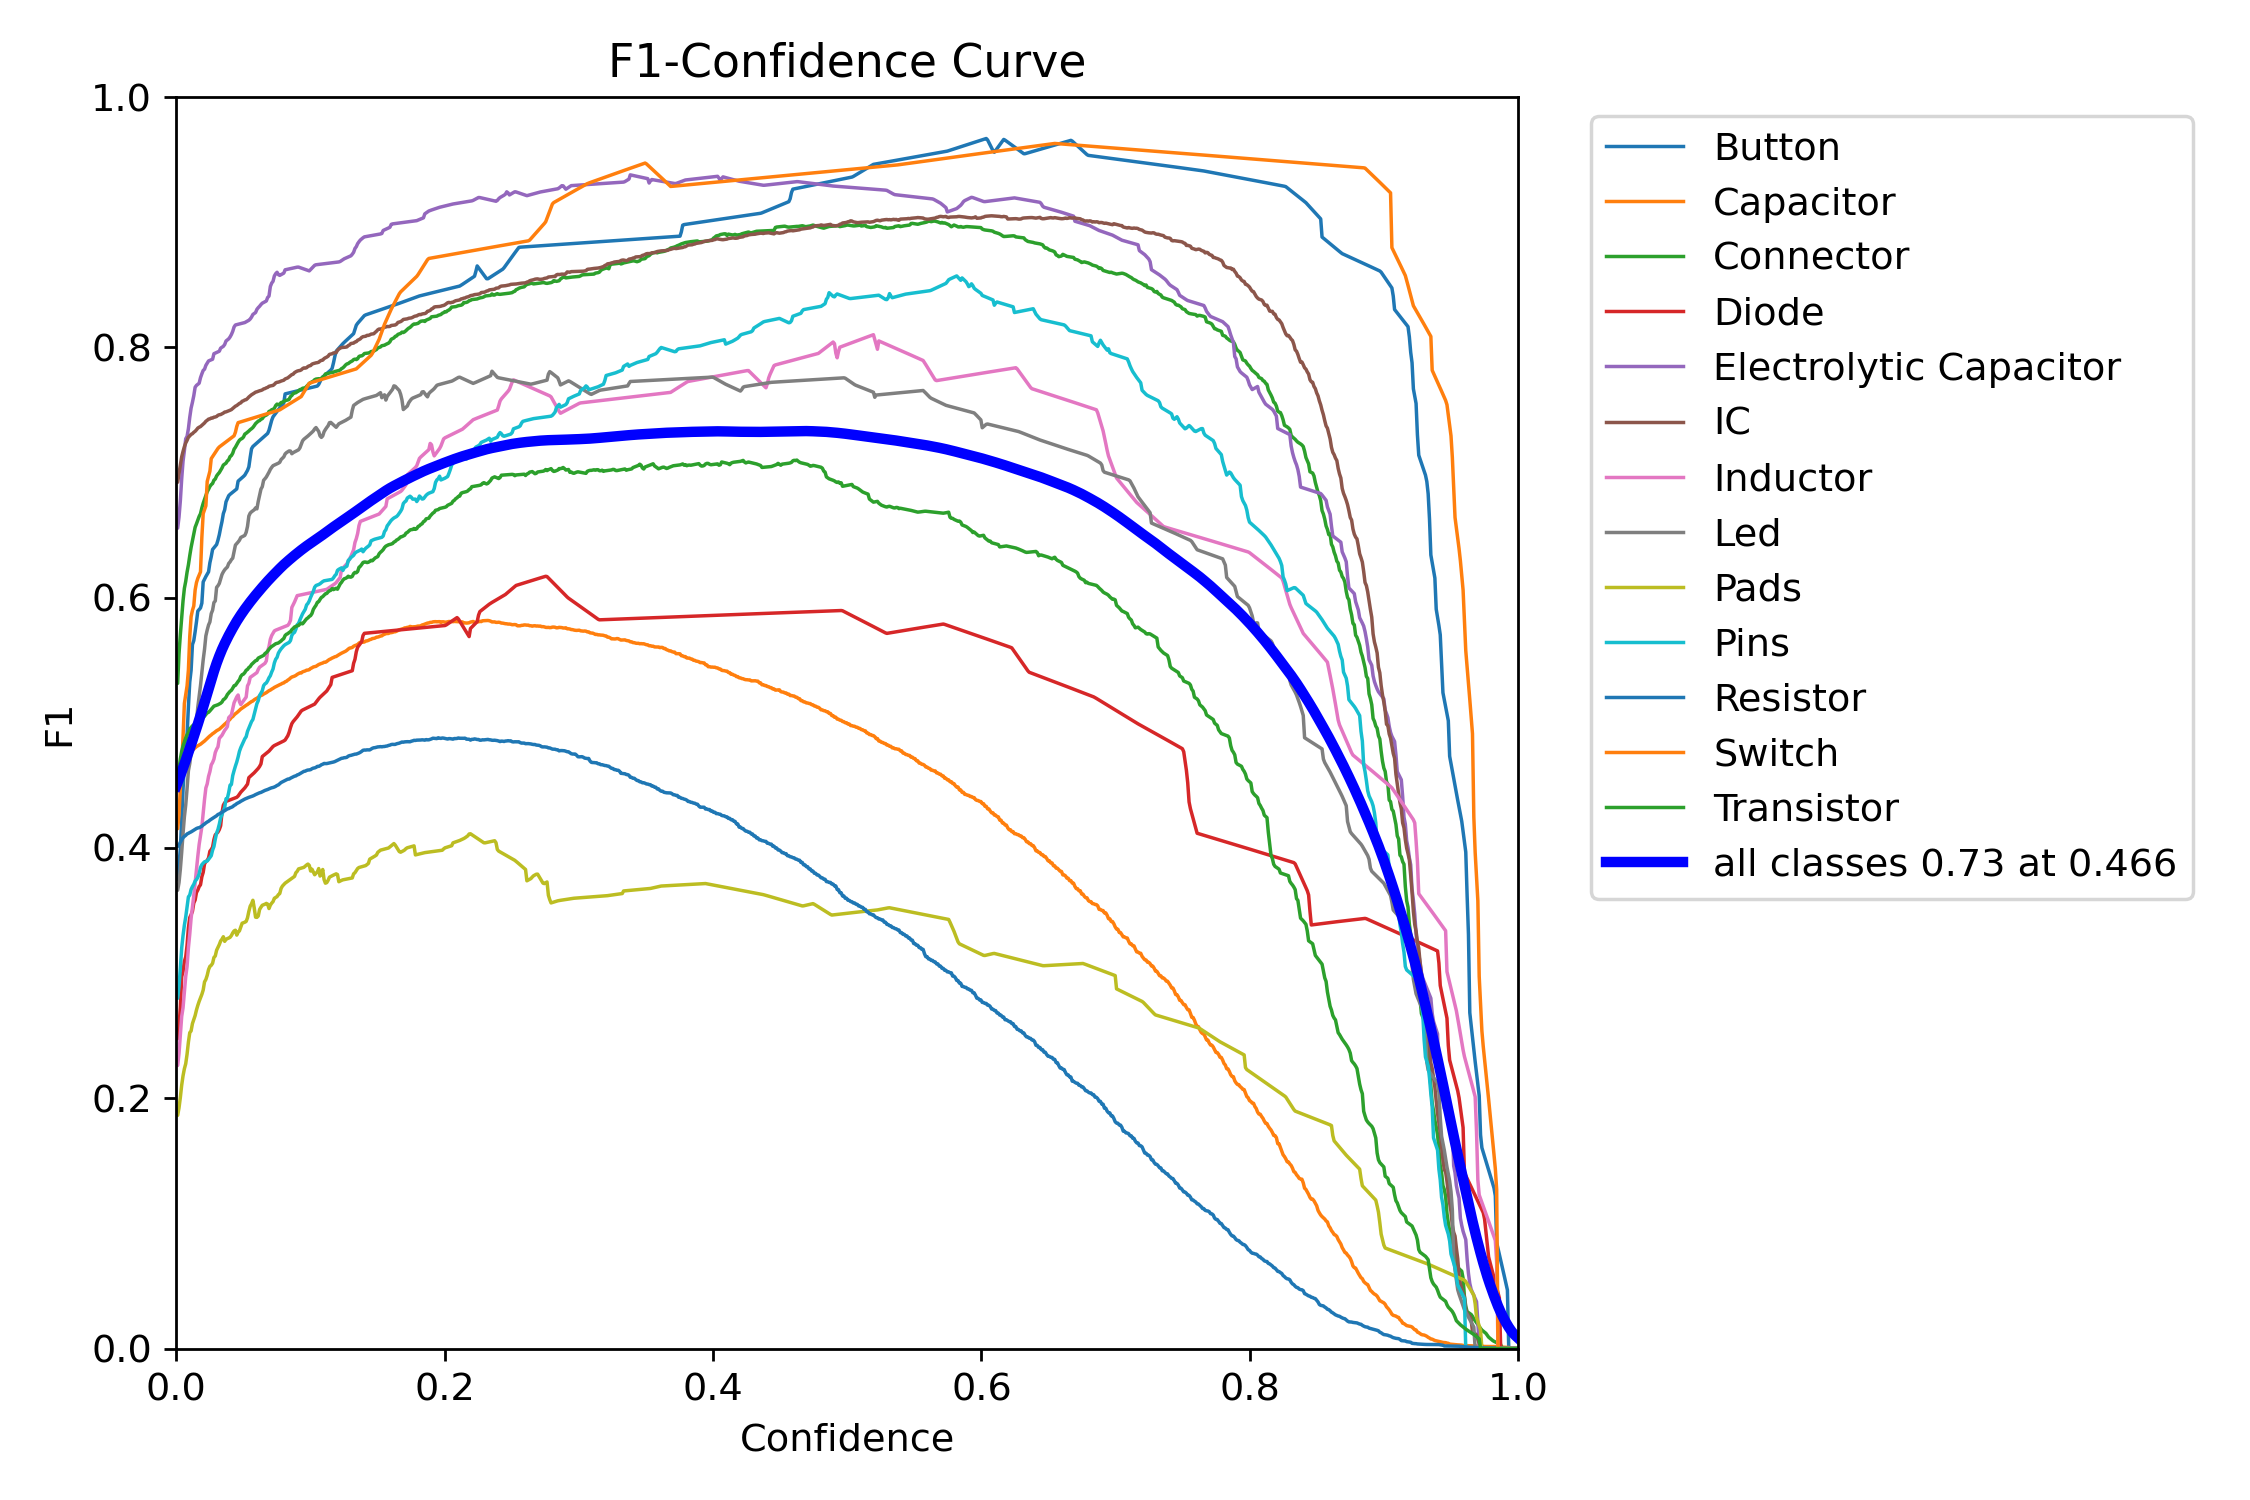 F1-Confidence Curve
1.0
0.8
0.6
0.4
0.2
0.0
F1
0.0 0.2 0.4 0.6 0.8 1.0
Confidence
Button
Capacitor
Connector
Diode
Electrolytic Capacitor
IC
Inductor
Led
Pads
Pins
Resistor
Switch
Transistor
all classes 0.73 at 0.466